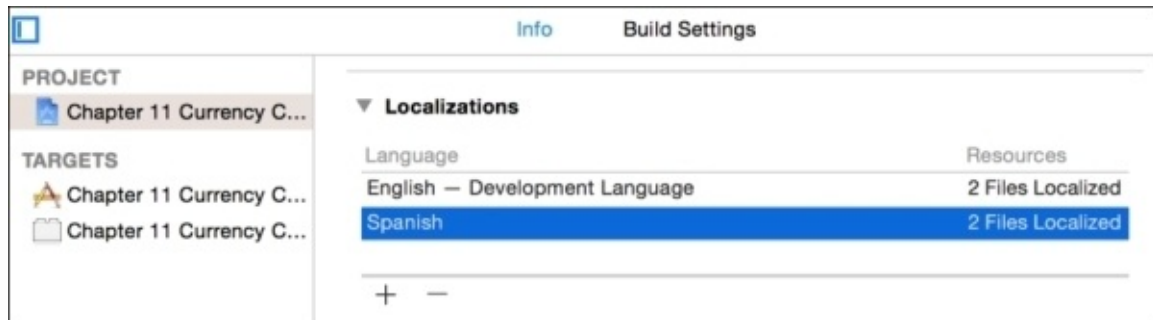 Info Build Settings
PROJECT
Chapter 11 Currency C...
TARGETS
Chapter 11 Currency C...
Chapter 11 Currency C...
Localizations
Language Resources
English — Development Language 2 Files Localized
Spanish 2 Files Localized
+ −